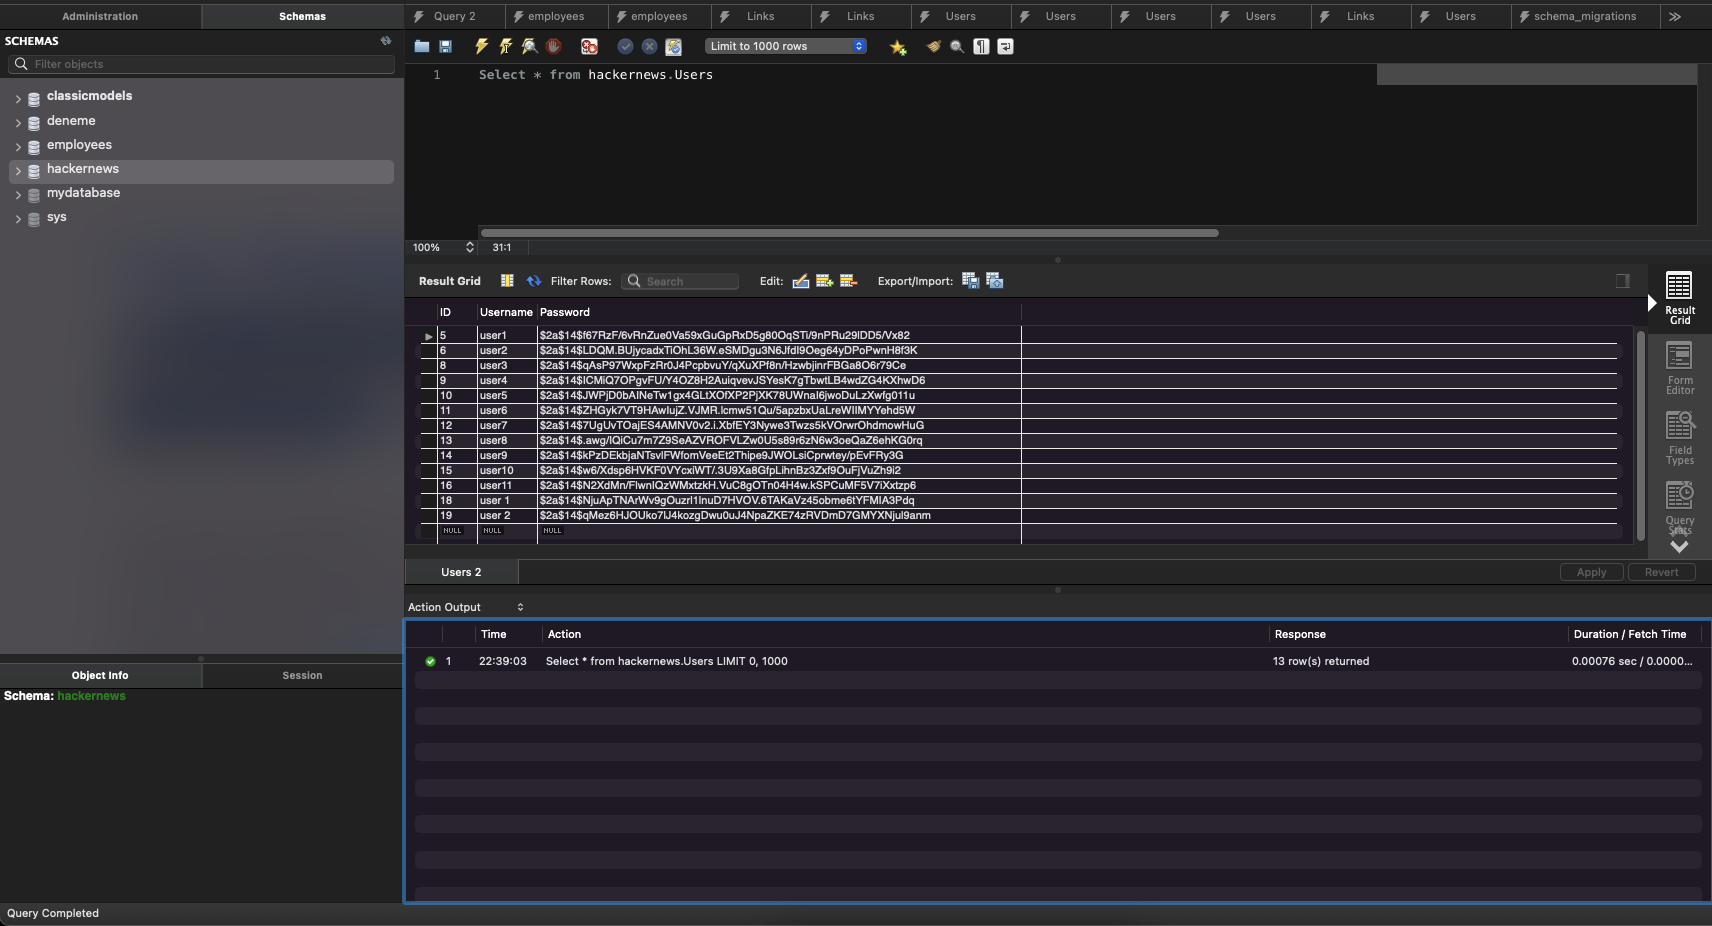 Administration Schemas
Query 2 employees employees Links Links Users Users Users Users Links Users schema_migrations
SCHEMAS
Filter objects
classicmodels
deneme
employees
hackernews
mydatabase
sys
Limit to 1000 rows
1 Select * from hackernews.Users
100% 31:1
Result Grid Filter Rows: Search Edit: Export/Import:
ID Username Password
5 user1 $2a$14$f67RzF/6vRnZue0Va59xGuGpRxD5g80OqSTi/9nPRu29lDD5/Vx82
6 user2 $2a$14$LDQM.BUjycadxTiOhL36W.eSMDgu3N6Jfdl9Oeg64yDPoPwnH8f3K
8 user3 $2a$14$qAsP97WxpFzRr0J4PcpbvuY/qXuXPf8n/HzwbjinrFBGa8O6r79Ce
9 user4 $2a$14$ICMiQ7OPgvFU/Y4OZ8H2AuiqvevJSYesK7gTbwtLB4wdZG4KXhwD6
10 user5 $2a$14$JWPjD0bAINeTw1gx4GLtXOfXP2PjXK78UWnaI6jwoDuLzXwfg011u
11 user6 $2a$14$ZHGyk7VT9HAwIujZ.VJMR.lcmw51Qu/5apzbxUaLreWIIMYYehd5W
12 user7 $2a$14$7UgUvTOajES4AMNV0v2.i.XbfEY3Nywe3Twzs5kVOrwrOhdmowHuG
13 user8 $2a$14$.awg/IQiCu7m7Z9SeAZVROFVLZw0U5s89r6zN6w3oeQaZ6ehKG0rq
14 user9 $2a$14$kPzDEkbjaNTsvlFWfomVeeEt2Thipe9JWOLsiCprwtey/pEvFRy3G
15 user10 $2a$14$w6/Xdsp6HVKF0VYcxiWT/.3U9Xa8GfpLihnBz3Zxf9OuFjVuZh9i2
16 user11 $2a$14$N2XdMn/FlwnIQzWMxtzkH.VuC8gOTn04H4w.kSPCuMF5V7iXxtzp6
18 user 1 $2a$14$NjuApTNArWv9gOuzrl1lnuD7HVOV.6TAKaVz45obme6tYFMIA3Pdq
19 user 2 $2a$14$qMez6HJOUko7lJ4kozgDwu0uJ4NpaZKE74zRVDmD7GMYXNjul9anm
NULL NULL NULL
Result
Grid
Form
Editor
Field
Types
Query
Stats
Users 2 Apply Revert
Action Output
Time Action Response Duration / Fetch Time
1 22:39:03 Select * from hackernews.Users LIMIT 0, 1000 13 row(s) returned 0.00076 sec / 0.0000...
Object Info Session
Schema: hackernews
Query Completed